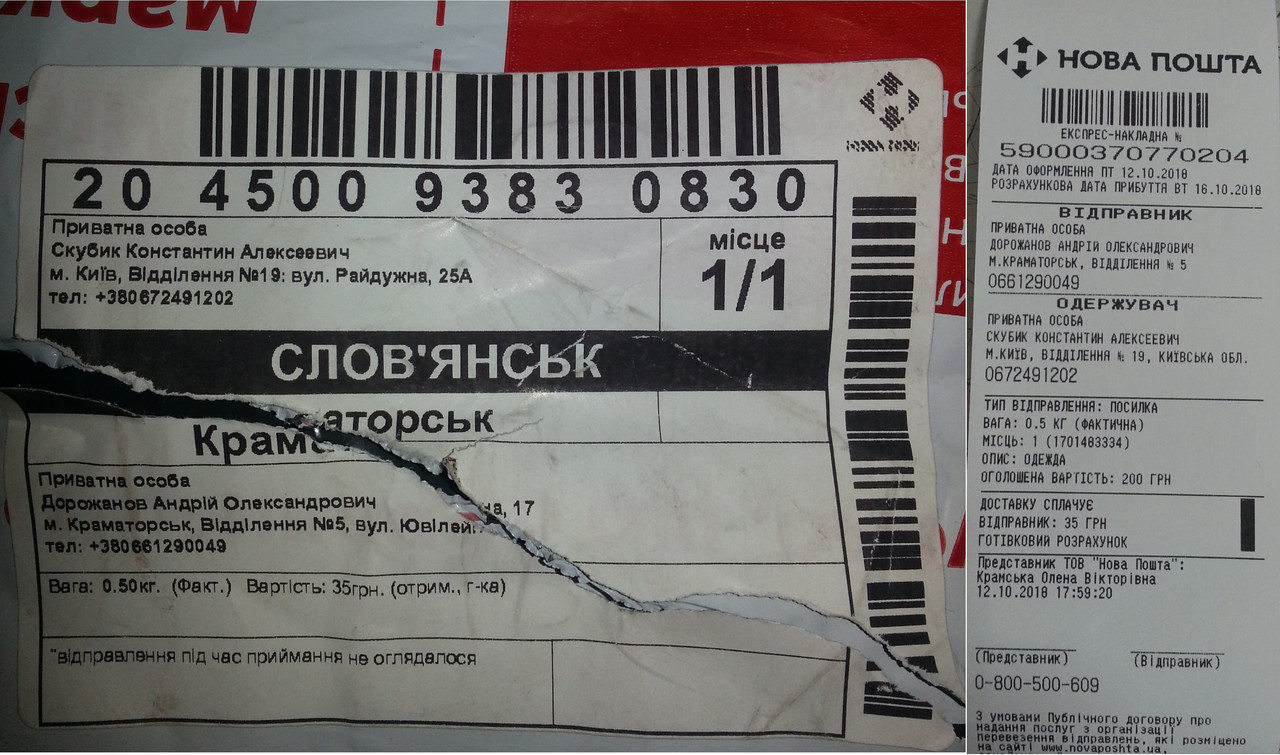 20 4500 9383 0830
Приватна особа
Скубик Константин Алексеевич
м. Київ, Відділення №19: вул. Райдужна, 25А
тел: +380672491202
місце
1/1
СЛОВ'ЯНСЬК
Краматорськ
Приватна особа
Дорожанов Андрій Олександрович
м. Краматорськ, Відділення №5, вул. Ювілейна, 17
тел: +380661290049
Вага: 0.50кг. (Факт.) Вартість: 35грн. (отрим., г-ка)
*відправлення під час приймання не оглядалося
НОВА ПОШТА
ЕКСПРЕС-НАКЛАДНА №
59000370770204
ДАТА ОФОРМЛЕННЯ ПТ 12.10.2018
РОЗРАХУНКОВА ДАТА ПРИБУТТЯ ВТ 16.10.2018
ВІДПРАВНИК
ПРИВАТНА ОСОБА
ДОРОЖАНОВ АНДРІЙ ОЛЕКСАНДРОВИЧ
М.КРАМАТОРСЬК, ВІДДІЛЕННЯ № 5
0661290049
ОДЕРЖУВАЧ
ПРИВАТНА ОСОБА
СКУБИК КОНСТАНТИН АЛЕКСЕЕВИЧ
М.КИЇВ, ВІДДІЛЕННЯ № 19, КИЇВСЬКА ОБЛ.
0672491202
ТИП ВІДПРАВЛЕННЯ: ПОСИЛКА
ВАГА: 0.5 КГ (ФАКТИЧНА)
МІСЦЬ: 1 (1701483334)
ОПИС: ОДЕЖДА
ОГОЛОШЕНА ВАРТІСТЬ: 200 ГРН
ДОСТАВКУ СПЛАЧУЄ
ВІДПРАВНИК: 35 ГРН
ГОТІВКОВИЙ РОЗРАХУНОК
Представник ТОВ "Нова Пошта":
Крамська Олена Вікторівна
12.10.2018 17:59:20
(Представник) (Відправник)
0-800-500-609
З умовами Публічного договору про
надання послуг з організації
перевезення відправлень, які розміщено
на сайті www.novaposhta.ua,